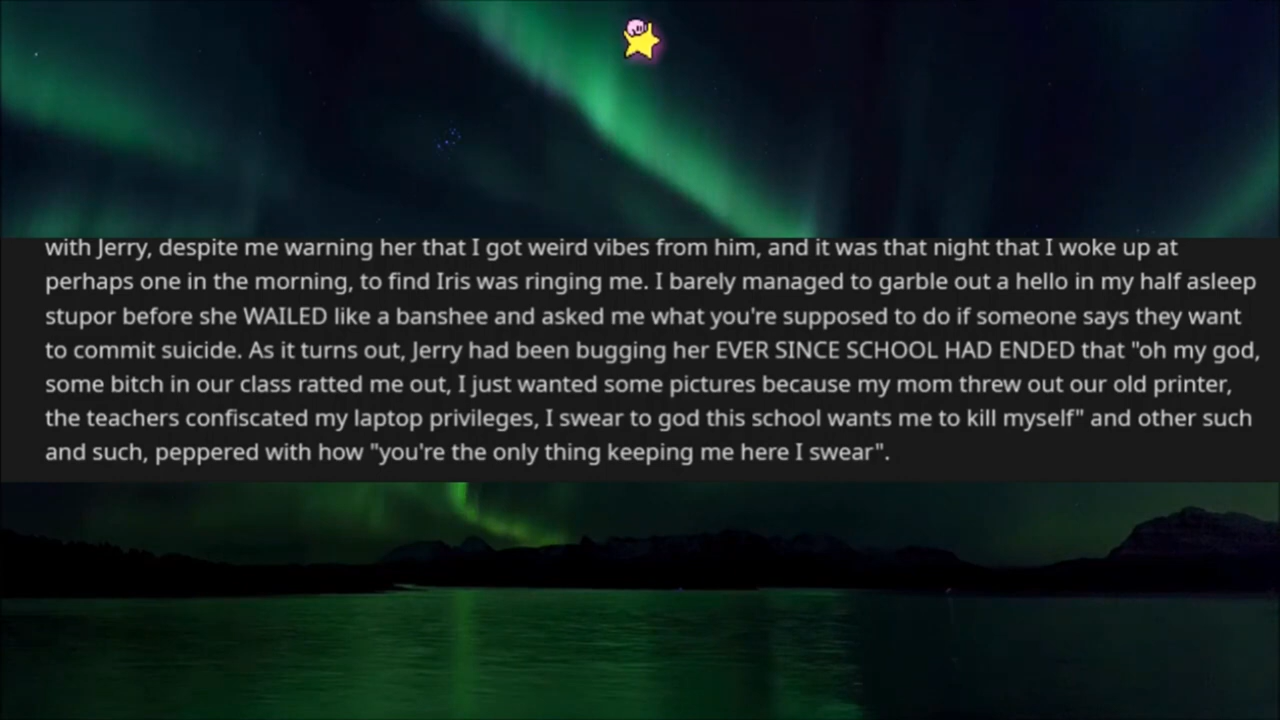 with Jerry, despite me warning her that I got weird vibes from him, and it was that night that I woke up at
perhaps one in the morning, to find Iris was ringing me. I barely managed to garble out a hello in my half asleep
stupor before she WAILED like a banshee and asked me what you're supposed to do if someone says they want
to commit suicide. As it turns out, Jerry had been bugging her EVER SINCE SCHOOL HAD ENDED that "oh my god,
some bitch in our class ratted me out, I just wanted some pictures because my mom threw out our old printer,
the teachers confiscated my laptop privileges, I swear to god this school wants me to kill myself" and other such
and such, peppered with how "you're the only thing keeping me here I swear".